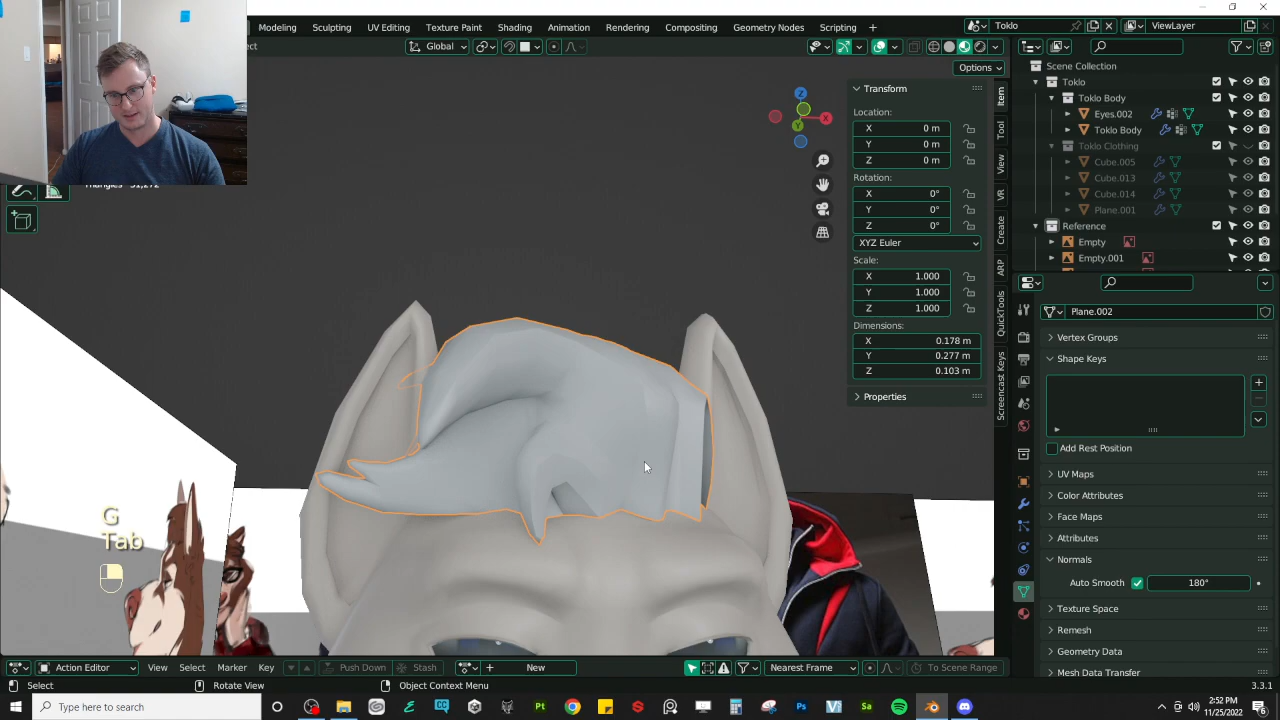 Modeling Sculpting UV Editing Texture Paint Shading Animation Rendering Compositing Geometry Nodes Scripting + Toklo ViewLayer
Global
Options
Scene Collection
Toklo
Toklo Body
Eyes.002
Toklo Body
Toklo Clothing
Cube.005
Cube.013
Cube.014
Plane.001
Reference
Empty
Empty.001
Transform
Location:
X 0 m
Y 0 m
Z 0 m
Rotation:
X 0°
Y 0°
Z 0°
XYZ Euler
Scale:
X 1.000
Y 1.000
Z 1.000
Dimensions:
X 0.178 m
Y 0.277 m
Z 0.103 m
Properties
Item
Tool
View
VR
Create
ARP
QuickTools
Screencast Keys
Plane.002
Vertex Groups
Shape Keys
Add Rest Position
UV Maps
Color Attributes
Face Maps
Attributes
Normals
Auto Smooth 180°
Texture Space
Remesh
Geometry Data
Mesh Data Transfer
G
Tab
Action Editor View Select Marker Key Push Down Stash New Nearest Frame To Scene Range
Select Rotate View Object Context Menu 3.3.1
Type here to search
2:52 PM
11/25/2022